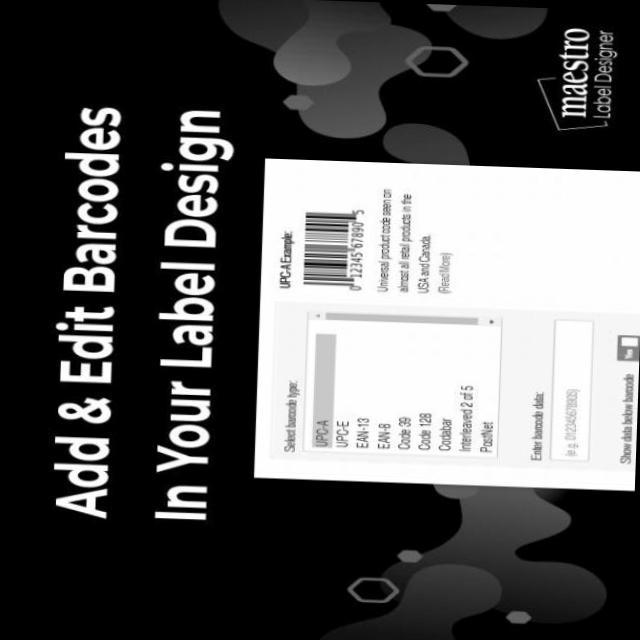 Add & Edit Barcodes
In Your Label Design
maestro
Label Designer
Select barcode type:
UPC-A
UPC-E
EAN-13
EAN-8
Code 39
Code 128
Codabar
Interleaved 2 of 5
PostNet
UPC-A Example:
0 12345 67890 5
Universal product code seen on
almost all retail products in the
USA and Canada.
(Read More)
Enter barcode data:
(e.g. 01234567890)
Show data below barcode
Yes